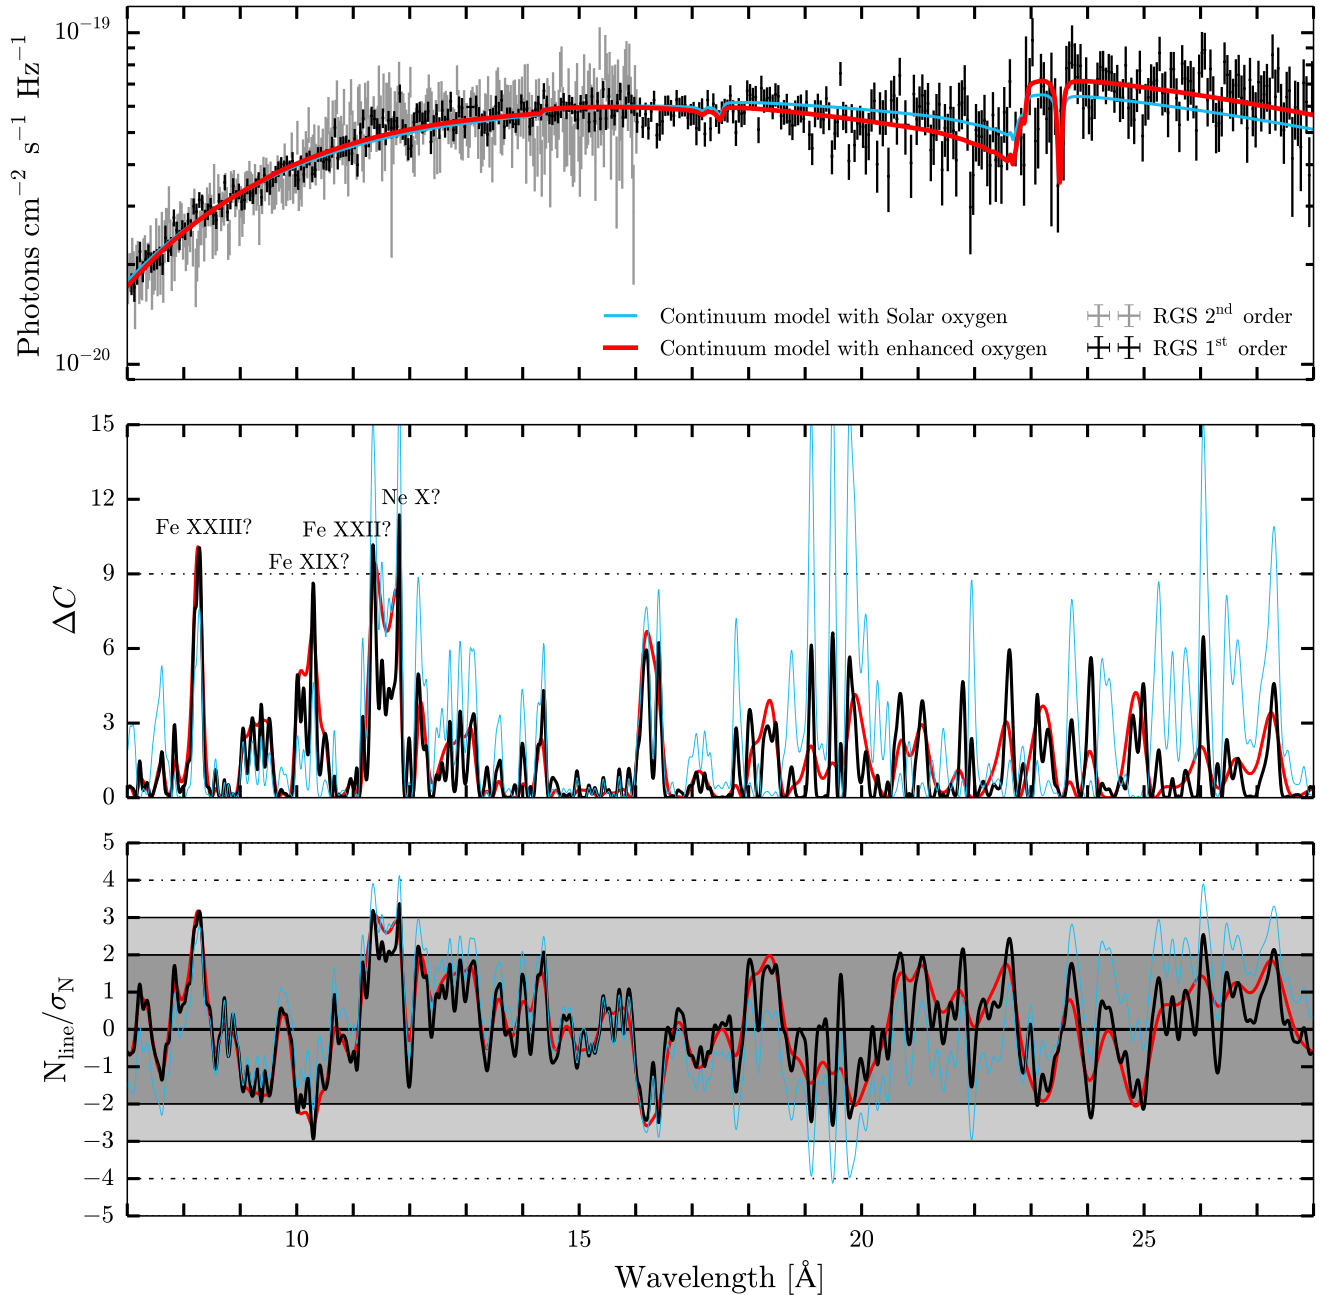 10⁻¹⁹
Photons cm⁻² s⁻¹ Hz⁻¹
Continuum model with Solar oxygen
RGS 2ⁿᵈ order
Continuum model with enhanced oxygen
RGS 1ˢᵗ order
10⁻²⁰
15
12
9
6
3
0
ΔC
Ne X?
Fe XXIII?
Fe XXII?
Fe XIX?
5
4
3
2
1
0
−1
−2
−3
−4
−5
N_line/σ_N
10
15
20
25
Wavelength [Å]